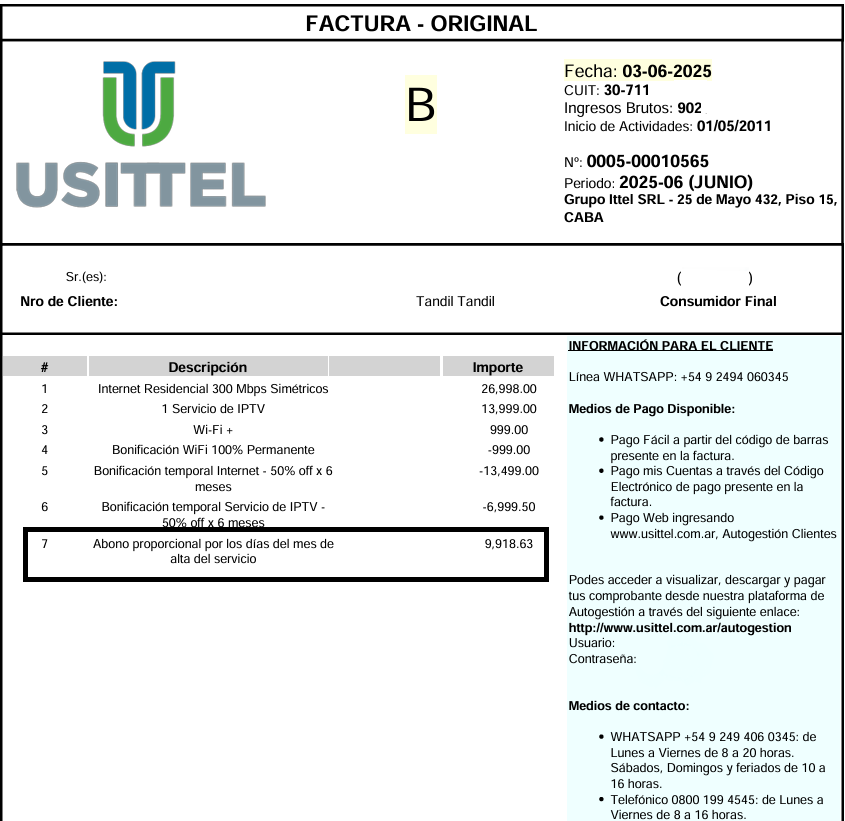 FACTURA - ORIGINAL
USITTEL
B
Fecha: 03-06-2025
CUIT: 30-711
Ingresos Brutos: 902
Inicio de Actividades: 01/05/2011
Nº: 0005-00010565
Periodo: 2025-06 (JUNIO)
Grupo Ittel SRL - 25 de Mayo 432, Piso 15,
CABA
Sr.(es):
( )
Nro de Cliente:
Tandil Tandil
Consumidor Final
# Descripción Importe
1 Internet Residencial 300 Mbps Simétricos 26,998.00
2 1 Servicio de IPTV 13,999.00
3 Wi-Fi + 999.00
4 Bonificación WiFi 100% Permanente -999.00
5 Bonificación temporal Internet - 50% off x 6 -13,499.00
meses
6 Bonificación temporal Servicio de IPTV - -6,999.50
50% off x 6 meses
7 Abono proporcional por los días del mes de 9,918.63
alta del servicio
INFORMACIÓN PARA EL CLIENTE
Línea WHATSAPP: +54 9 2494 060345
Medios de Pago Disponible:
• Pago Fácil a partir del código de barras
presente en la factura.
• Pago mis Cuentas a través del Código
Electrónico de pago presente en la
factura.
• Pago Web ingresando
www.usittel.com.ar, Autogestión Clientes
Podes acceder a visualizar, descargar y pagar
tus comprobante desde nuestra plataforma de
Autogestión a través del siguiente enlace:
http://www.usittel.com.ar/autogestion
Usuario:
Contraseña:
Medios de contacto:
• WHATSAPP +54 9 249 406 0345: de
Lunes a Viernes de 8 a 20 horas.
Sábados, Domingos y feriados de 10 a
16 horas.
• Telefónico 0800 199 4545: de Lunes a
Viernes de 8 a 16 horas.